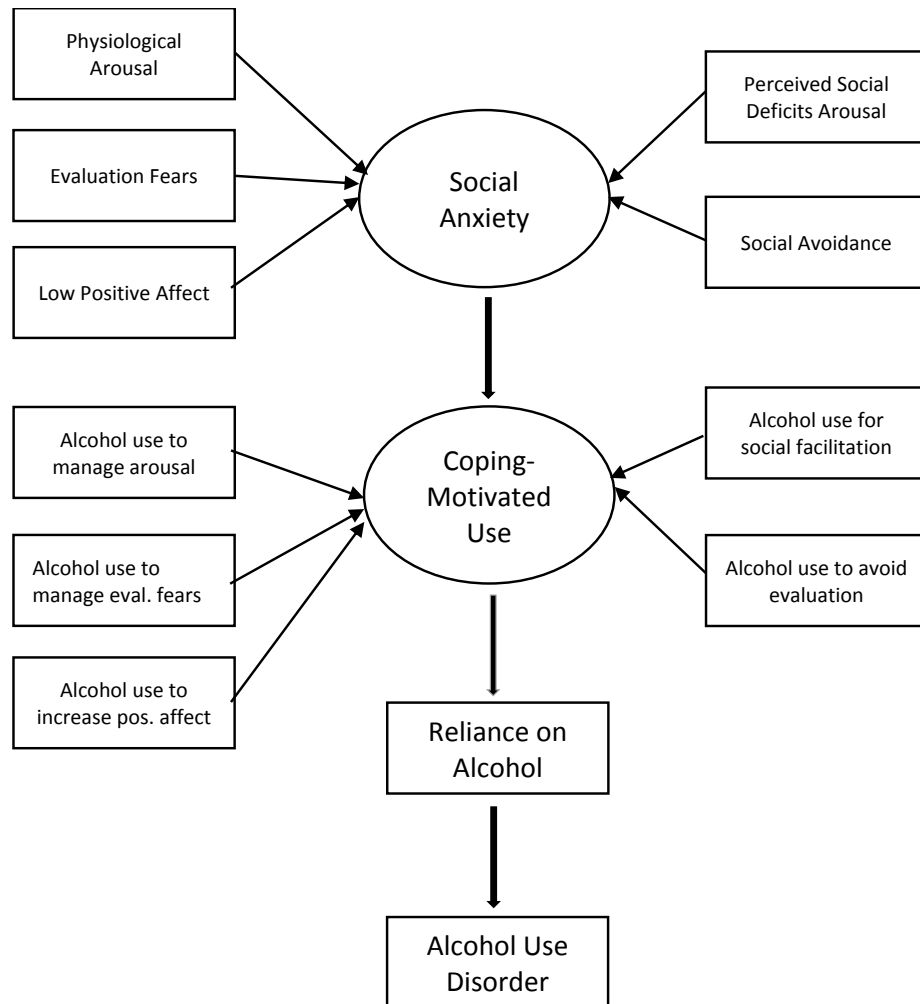 Physiological
Arousal
Evaluation Fears
Low Positive Affect
Social
Anxiety
Perceived Social
Deficits Arousal
Social Avoidance
Alcohol use to
manage arousal
Alcohol use to
manage eval. fears
Alcohol use to
increase pos. affect
Coping-
Motivated
Use
Alcohol use for
social facilitation
Alcohol use to avoid
evaluation
Reliance on
Alcohol
Alcohol Use
Disorder